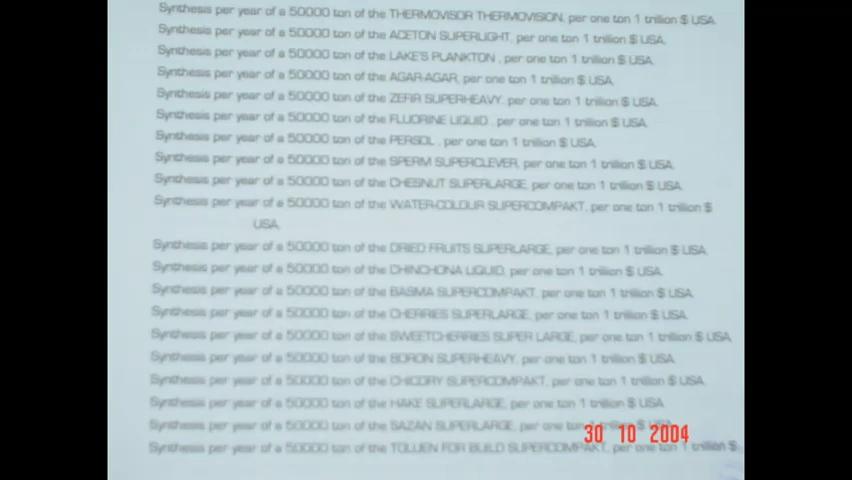 Synthesis per year of a 50000 ton of the THERMOVISOR THERMOVISION, per one ton 1 trillion $ USA.
Synthesis per year of a 50000 ton of the ACETON SUPERLIGHT, per one ton 1 trillion $ USA.
Synthesis per year of a 50000 ton of the LAKE'S PLANKTON , per one ton 1 trillion $ USA.
Synthesis per year of a 50000 ton of the AGAR-AGAR, per one ton 1 trillion $ USA.
Synthesis per year of a 50000 ton of the ZEFIR SUPERHEAVY, per one ton 1 trillion $ USA.
Synthesis per year of a 50000 ton of the FLUORINE LIQUID , per one ton 1 trillion $ USA.
Synthesis per year of a 50000 ton of the PERSOL , per one ton 1 trillion $ USA.
Synthesis per year of a 50000 ton of the SPERM SUPERCLEVER, per one ton 1 trillion $ USA.
Synthesis per year of a 50000 ton of the CHESNUT SUPERLARGE, per one ton 1 trillion $ USA.
Synthesis per year of a 50000 ton of the WATER-COLOUR SUPERCOMPAKT, per one ton 1 trillion $
USA.
Synthesis per year of a 50000 ton of the DRIED FRUITS SUPERLARGE, per one ton 1 trillion $ USA.
Synthesis per year of a 50000 ton of the CHINCHONA LIQUID, per one ton 1 trillion $ USA.
Synthesis per year of a 50000 ton of the BASMA SUPERCOMPAKT, per one ton 1 trillion $ USA.
Synthesis per year of a 50000 ton of the CHERRIES SUPERLARGE, per one ton 1 trillion $ USA.
Synthesis per year of a 50000 ton of the SWEETCHERRIES SUPER LARGE, per one ton 1 trillion $ USA.
Synthesis per year of a 50000 ton of the BORON SUPERHEAVY, per one ton 1 trillion $ USA.
Synthesis per year of a 50000 ton of the CHICORY SUPERCOMPAKT, per one ton 1 trillion $ USA.
Synthesis per year of a 50000 ton of the HAKE SUPERLARGE, per one ton 1 trillion $ USA.
Synthesis per year of a 50000 ton of the SAZAN SUPERLARGE, per one ton 1 trillion $ USA.
Synthesis per year of a 50000 ton of the TOLUEN FOR BUILD SUPERCOMPAKT, per one ton 1 trillion $
30 10 2004